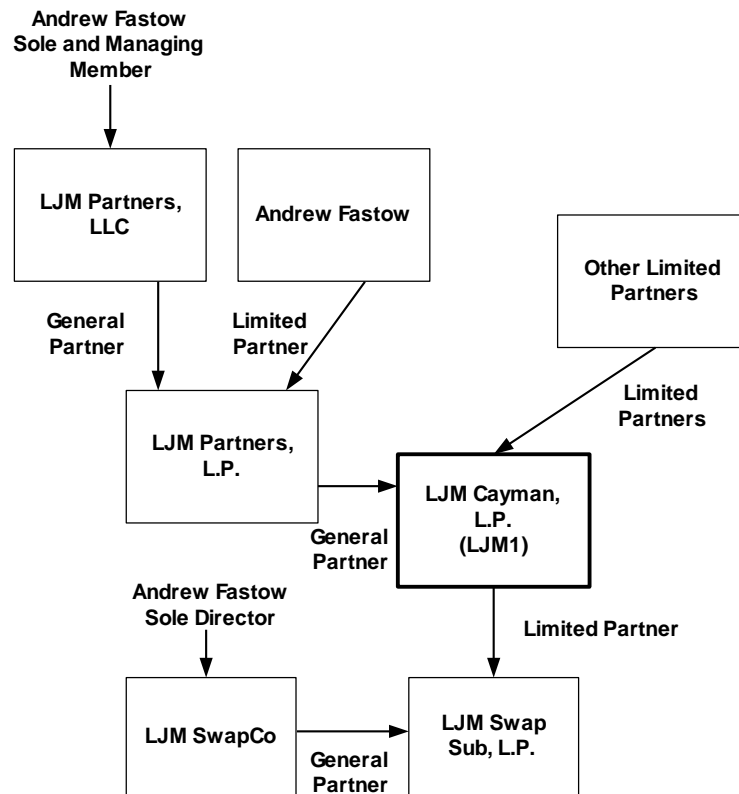 Andrew Fastow
Sole and Managing
Member
LJM Partners,
LLC
Andrew Fastow
Other Limited
Partners
General
Partner
Limited
Partner
Limited
Partners
LJM Partners,
L.P.
LJM Cayman,
L.P.
(LJM1)
General
Partner
Andrew Fastow
Sole Director
Limited Partner
LJM SwapCo
LJM Swap
Sub, L.P.
General
Partner